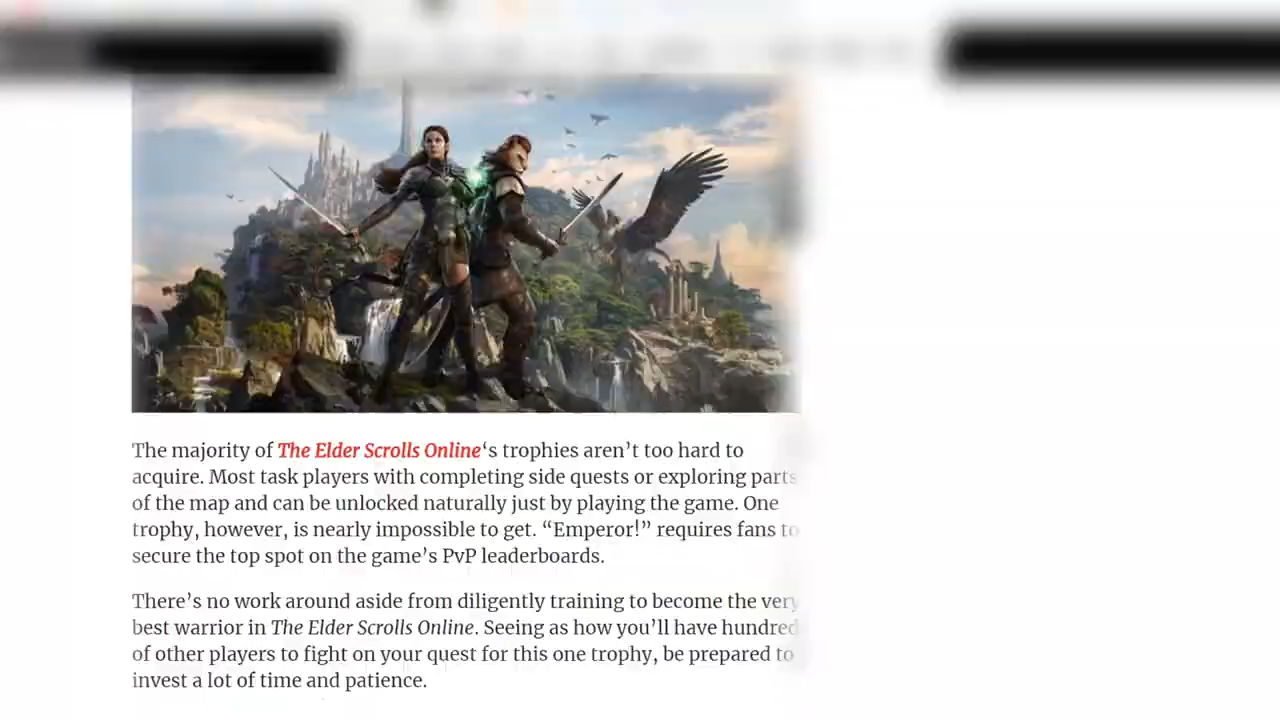 The majority of The Elder Scrolls Online‘s trophies aren’t too hard to
acquire. Most task players with completing side quests or exploring parts
of the map and can be unlocked naturally just by playing the game. One
trophy, however, is nearly impossible to get. “Emperor!” requires fans to
secure the top spot on the game’s PvP leaderboards.
There’s no work around aside from diligently training to become the very
best warrior in The Elder Scrolls Online. Seeing as how you’ll have hundred
of other players to fight on your quest for this one trophy, be prepared to
invest a lot of time and patience.